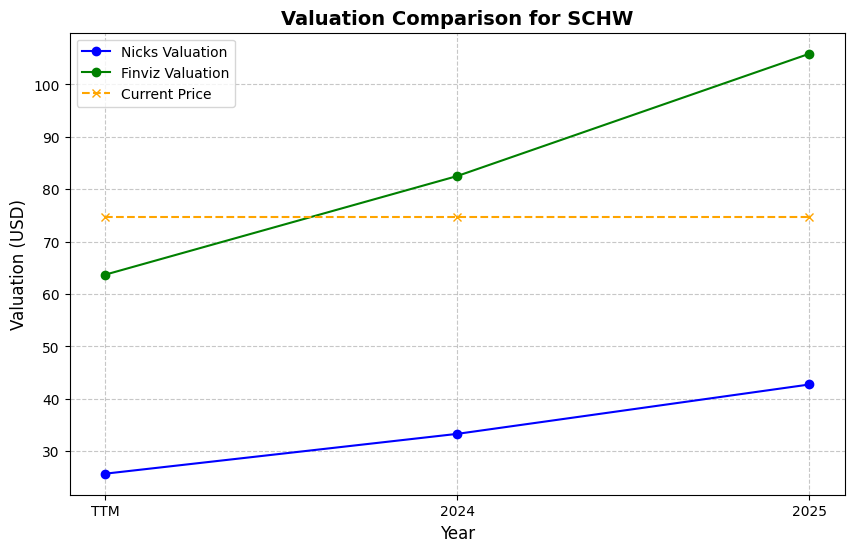 Valuation Comparison for SCHW
Nicks Valuation
Finviz Valuation
Current Price
Valuation (USD)
100
90
80
70
60
50
40
30
TTM
2024
2025
Year